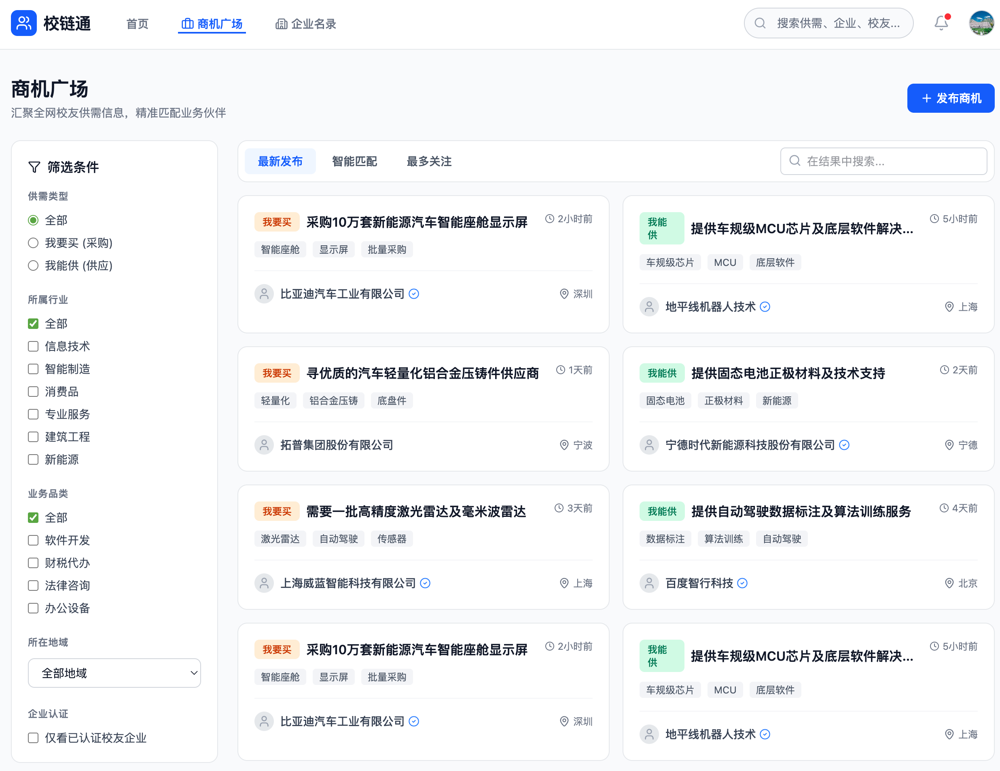 校链通
首页
商机广场
企业名录
搜索供需、企业、校友...
商机广场
汇聚全网校友供需信息，精准匹配业务伙伴
发布商机
筛选条件
供需类型
全部
我要买 (采购)
我能供 (供应)
所属行业
全部
信息技术
智能制造
消费品
专业服务
建筑工程
新能源
业务品类
全部
软件开发
财税代办
法律咨询
办公设备
所在地域
全部地域
企业认证
仅看已认证校友企业
最新发布
智能匹配
最多关注
在结果中搜索...
我要买
采购10万套新能源汽车智能座舱显示屏
2小时前
智能座舱
显示屏
批量采购
比亚迪汽车工业有限公司
深圳
我能
供
提供车规级MCU芯片及底层软件解决...
5小时前
车规级芯片
MCU
底层软件
地平线机器人技术
上海
我要买
寻优质的汽车轻量化铝合金压铸件供应商
1天前
轻量化
铝合金压铸
底盘件
拓普集团股份有限公司
宁波
我能供
提供固态电池正极材料及技术支持
2天前
固态电池
正极材料
新能源
宁德时代新能源科技股份有限公司
宁德
我要买
需要一批高精度激光雷达及毫米波雷达
3天前
激光雷达
自动驾驶
传感器
上海威蓝智能科技有限公司
上海
我能供
提供自动驾驶数据标注及算法训练服务
4天前
数据标注
算法训练
自动驾驶
百度智行科技
北京
我要买
采购10万套新能源汽车智能座舱显示屏
2小时前
智能座舱
显示屏
批量采购
比亚迪汽车工业有限公司
深圳
我能
供
提供车规级MCU芯片及底层软件解决...
5小时前
车规级芯片
MCU
底层软件
地平线机器人技术
上海